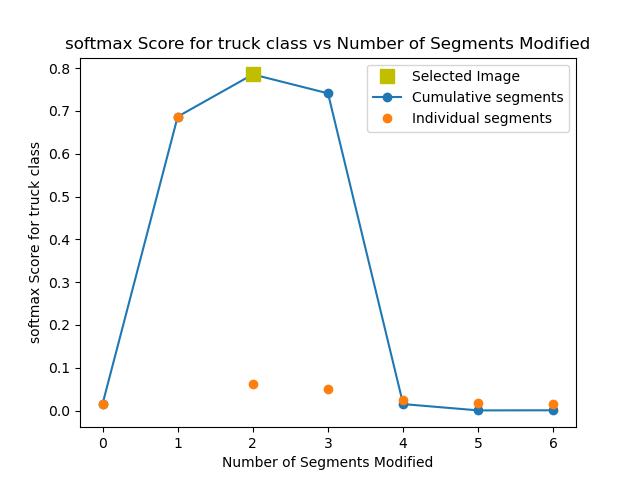 softmax Score for truck class vs Number of Segments Modified
softmax Score for truck class
0.8
0.7
0.6
0.5
0.4
0.3
0.2
0.1
0.0
Selected Image
Cumulative segments
Individual segments
0 1 2 3 4 5 6
Number of Segments Modified